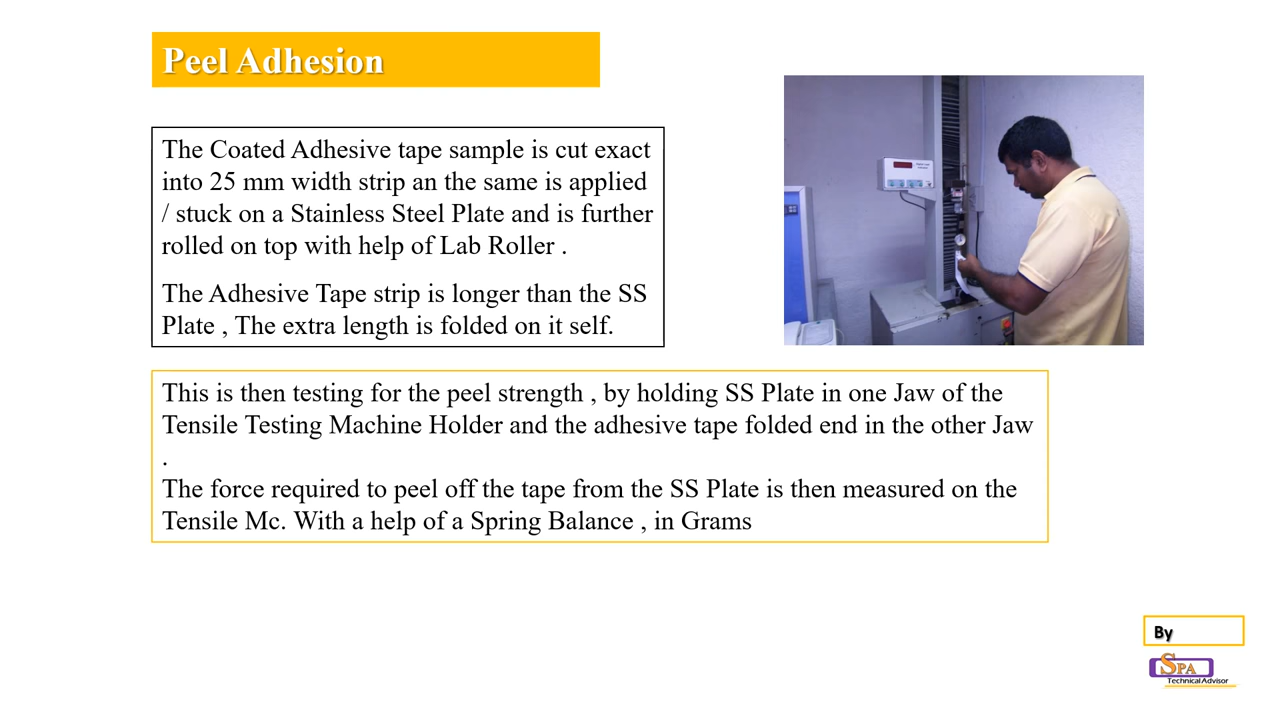 Peel Adhesion
The Coated Adhesive tape sample is cut exact
into 25 mm width strip an the same is applied
/ stuck on a Stainless Steel Plate and is further
rolled on top with help of Lab Roller .
The Adhesive Tape strip is longer than the SS
Plate , The extra length is folded on it self.
This is then testing for the peel strength , by holding SS Plate in one Jaw of the
Tensile Testing Machine Holder and the adhesive tape folded end in the other Jaw
.
The force required to peel off the tape from the SS Plate is then measured on the
Tensile Mc. With a help of a Spring Balance , in Grams
By
SPA
Technical Advisor